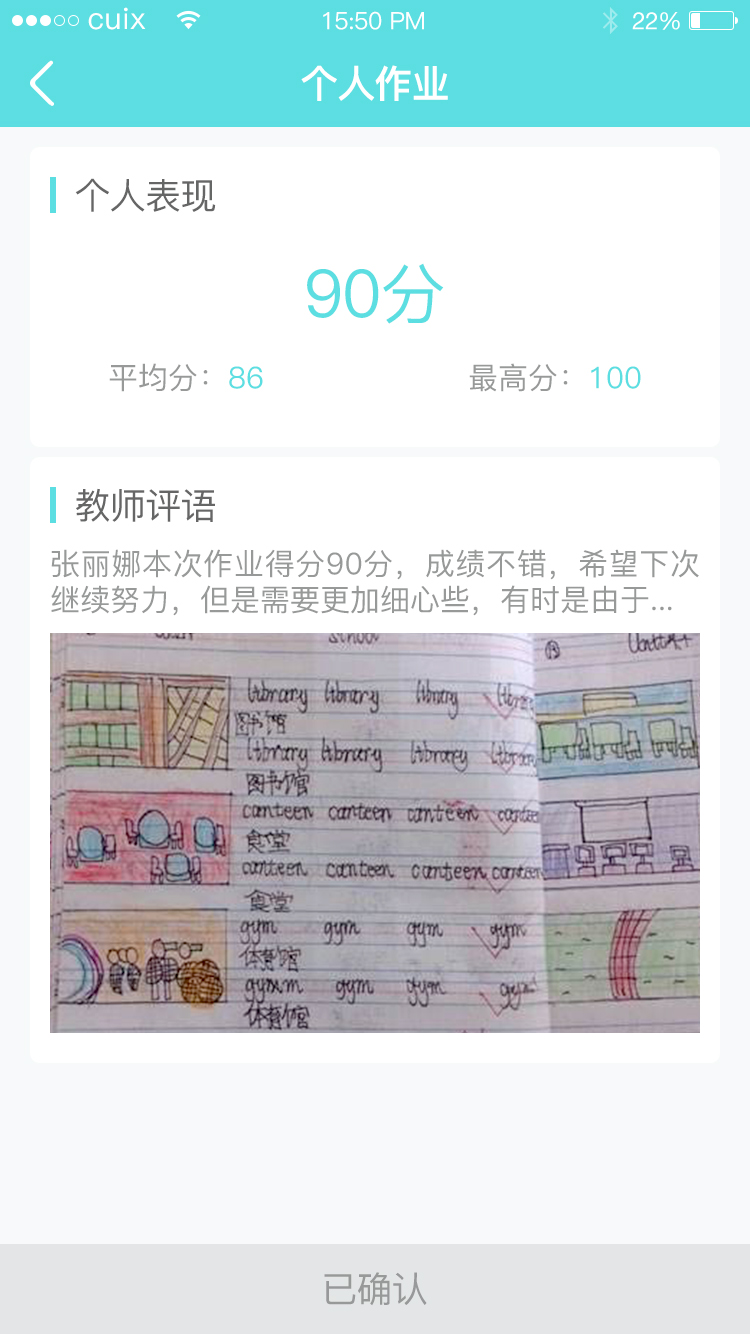 cuix
15:50 PM
22%
个人作业
个人表现
90分
平均分：86
最高分：100
教师评语
张丽娜本次作业得分90分，成绩不错，希望下次
继续努力，但是需要更加细心些，有时是由于...
school
library library library
图书馆
library library library
图书馆
canteen canteen canteen canteen
食堂
canteen canteen canteen canteen
食堂
gym gym gym gym
体育馆
gym gym gym
体育馆
已确认